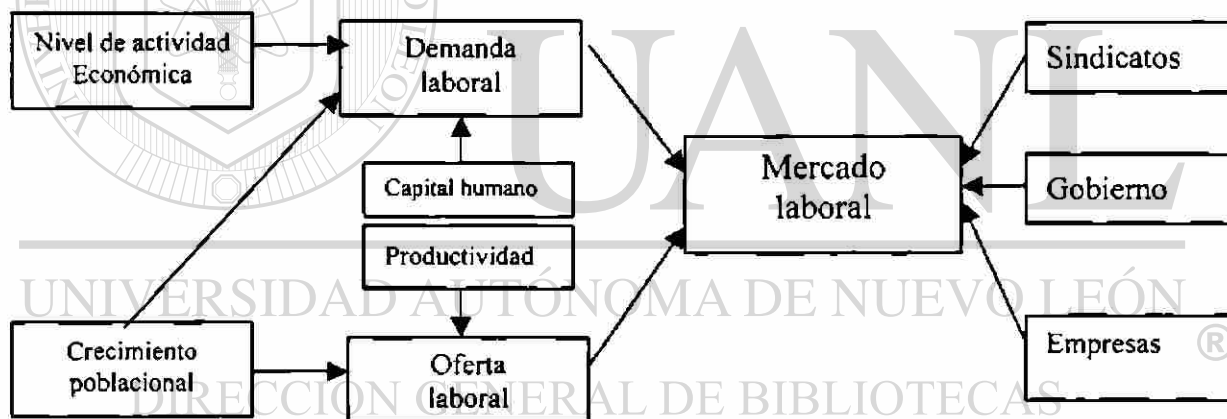 Nivel de actividad
Económica
Demanda
laboral
Sindicatos
Capital humano
Mercado
laboral
Gobierno
Productividad
Crecimiento
poblacional
Oferta
laboral
Empresas
UANL
UNIVERSIDAD AUTÓNOMA DE NUEVO LEÓN
®
DIRECCIÓN GENERAL DE BIBLIOTECAS